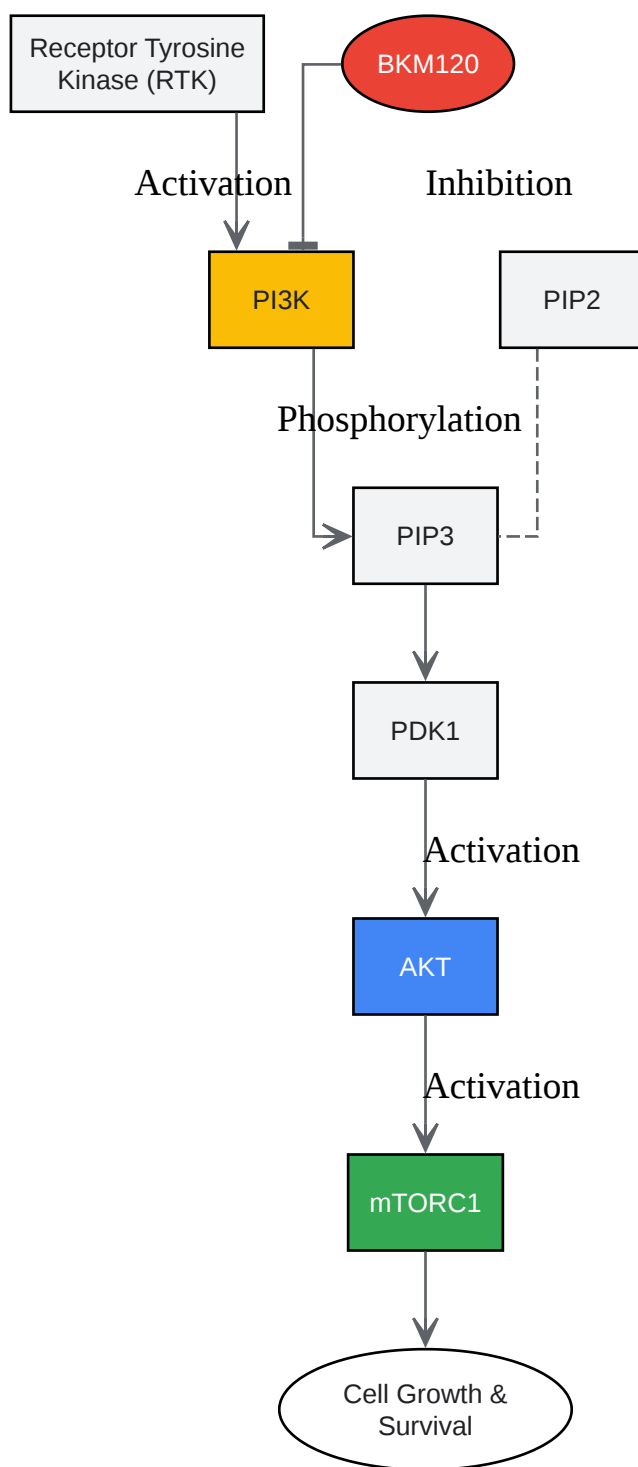 Receptor Tyrosine
Kinase (RTK)
BKM120
Activation
Inhibition
PI3K
PIP2
Phosphorylation
PIP3
PDK1
Activation
AKT
Activation
mTORC1
Cell Growth &
Survival